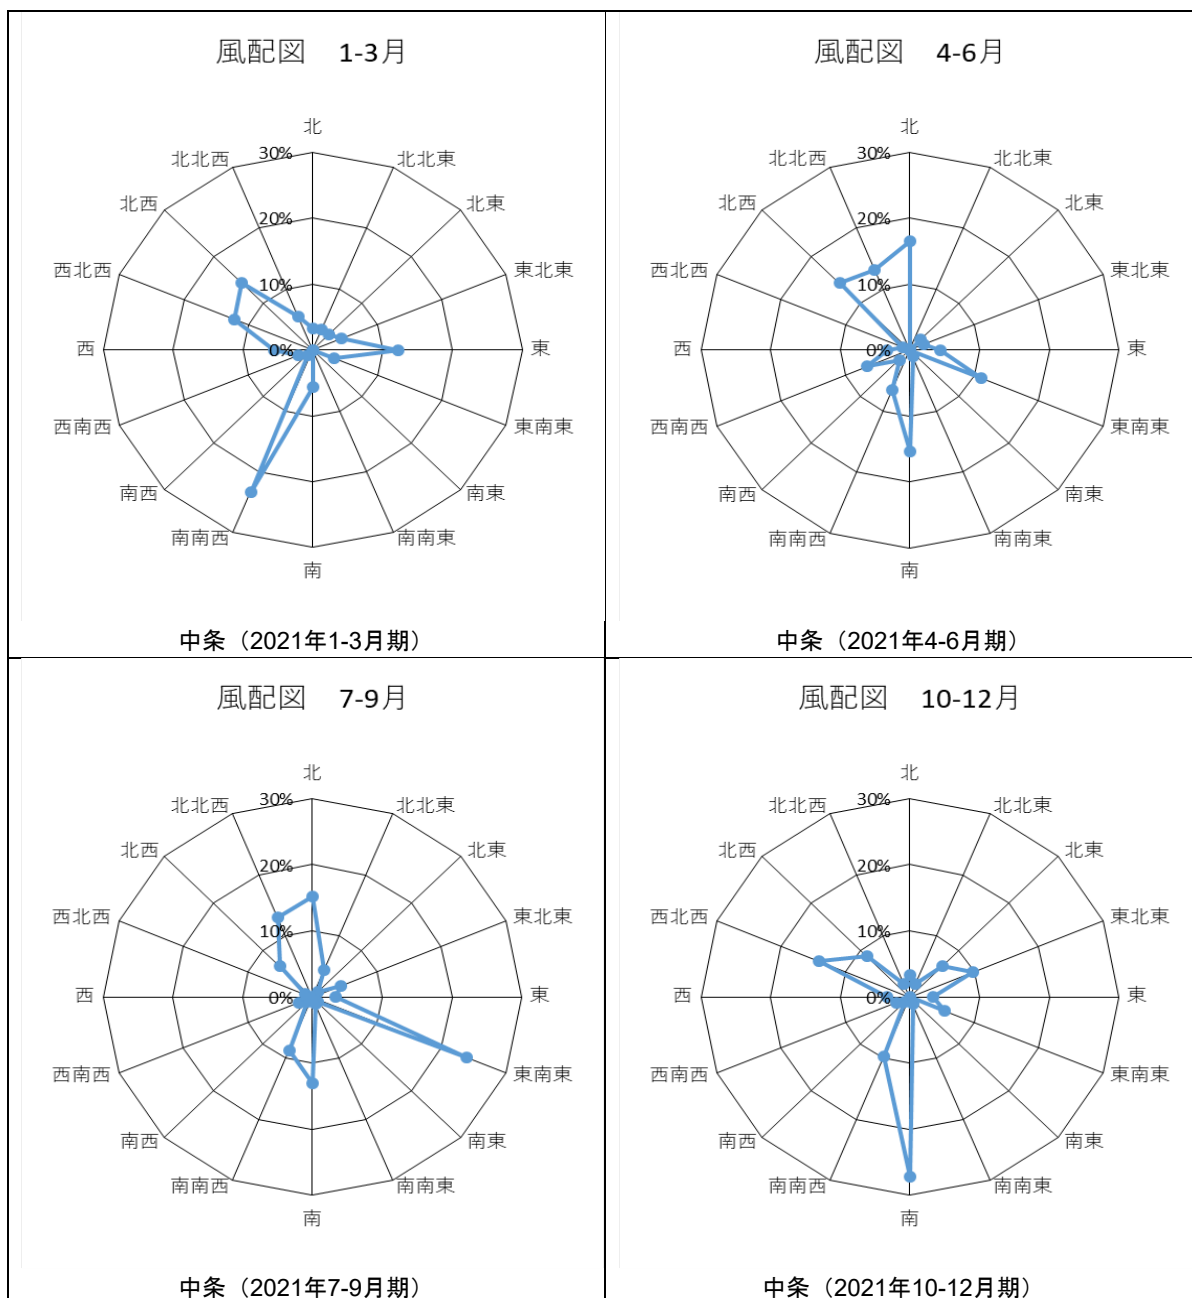 風配図　1-3月
北
30%
北北西
北北東
北西
北東
20%
西北西
東北東
10%
西
0%
東
西南西
東南東
南西
南東
南南西
南南東
南
中条（2021年1-3月期）
風配図　4-6月
北
30%
北北西
北北東
北西
北東
20%
西北西
東北東
10%
西
0%
東
西南西
東南東
南西
南東
南南西
南南東
南
中条（2021年4-6月期）
風配図　7-9月
北
30%
北北西
北北東
北西
北東
20%
西北西
東北東
10%
西
0%
東
西南西
東南東
南西
南東
南南西
南南東
南
中条（2021年7-9月期）
風配図　10-12月
北
30%
北北西
北北東
北西
北東
20%
西北西
東北東
10%
西
0%
東
西南西
東南東
南西
南東
南南西
南南東
南
中条（2021年10-12月期）